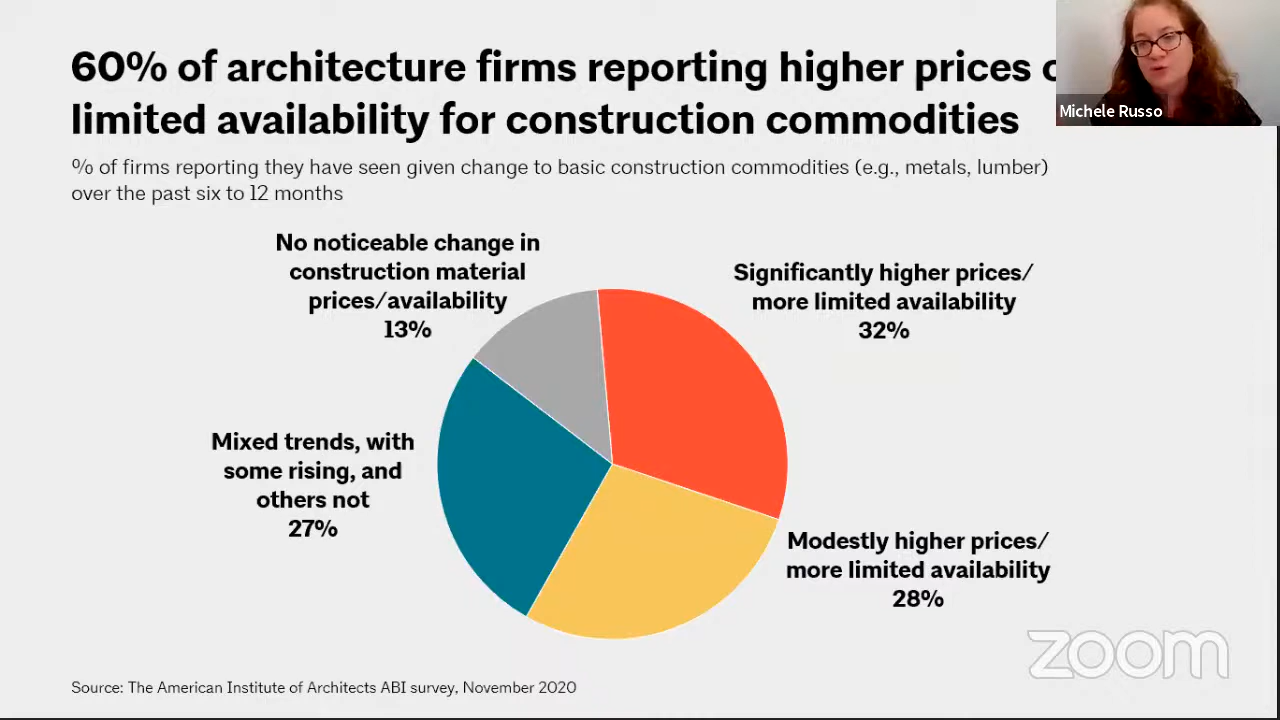 60% of architecture firms reporting higher prices
limited availability for construction commodities
% of firms reporting they have seen given change to basic construction commodities (e.g., metals, lumber)
over the past six to 12 months
Michele Russo
No noticeable change in
construction material
prices/availability
13%
Significantly higher prices/
more limited availability
32%
Mixed trends, with
some rising, and
others not
27%
Modestly higher prices/
more limited availability
28%
zoom
Source: The American Institute of Architects ABI survey, November 2020